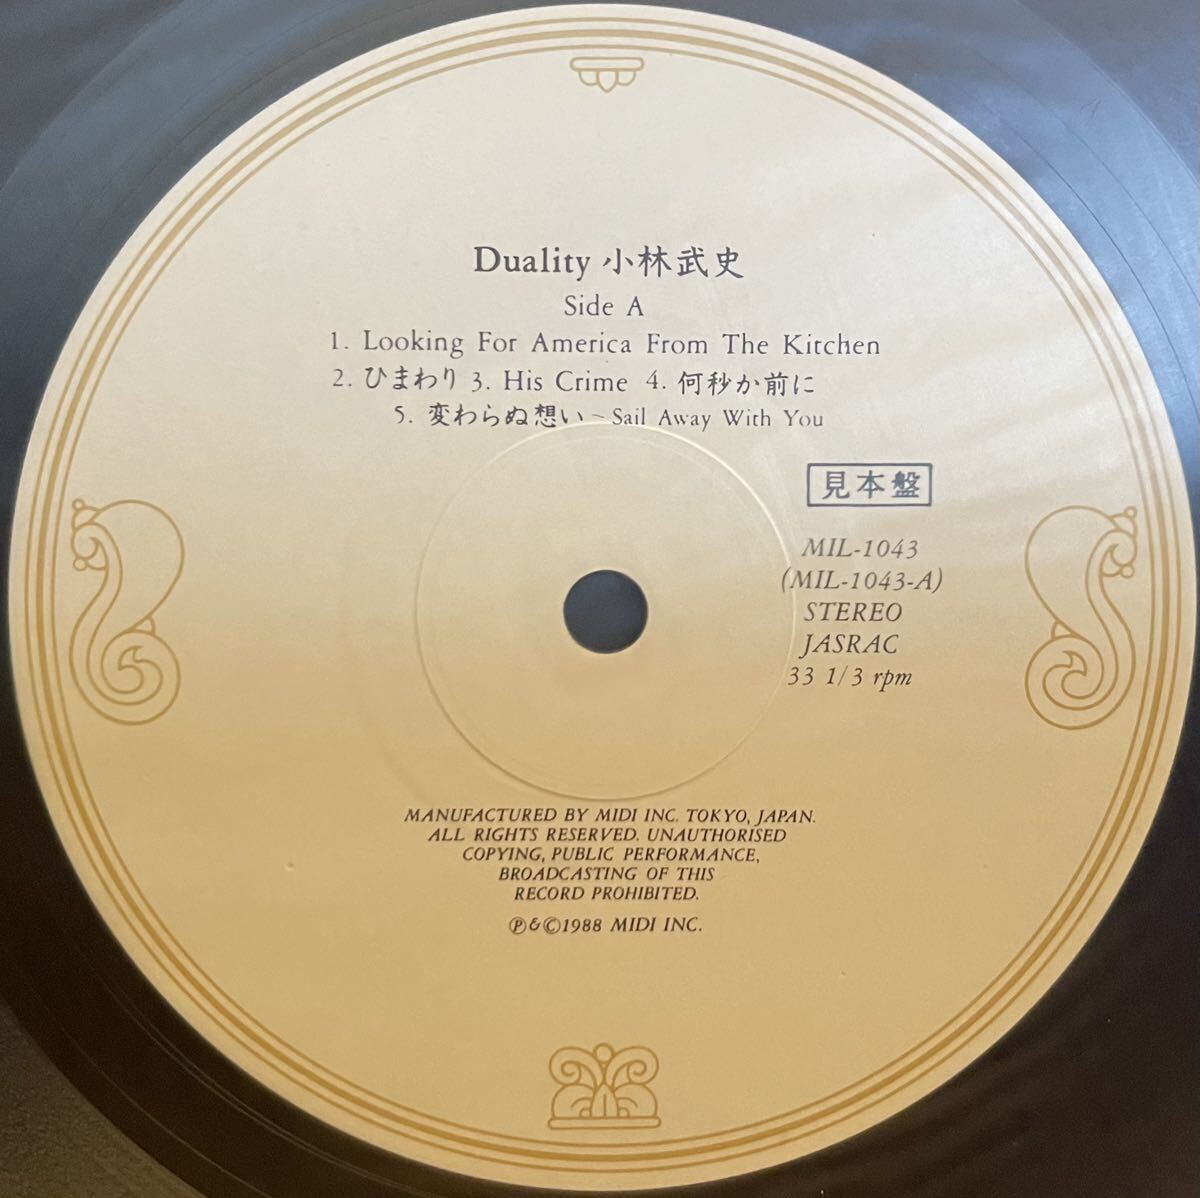 Duality 小林武史
Side A
1. Looking For America From The Kitchen
2. ひまわり 3. His Crime 4. 何秒か前に
5. 変わらぬ想い～Sail Away With You
見本盤
MIL-1043
(MIL-1043-A)
STEREO
JASRAC
33 1/3 rpm
MANUFACTURED BY MIDI INC. TOKYO, JAPAN.
ALL RIGHTS RESERVED. UNAUTHORISED
COPYING, PUBLIC PERFORMANCE,
BROADCASTING OF THIS
RECORD PROHIBITED.
Ⓟ&©1988 MIDI INC.